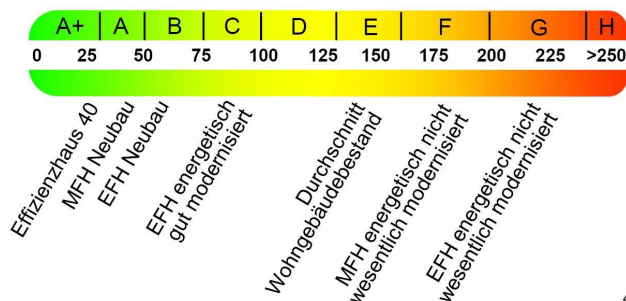 A+ A B C D E F G H
0 25 50 75 100 125 150 175 200 225 >250
Effizienzhaus 40
MFH Neubau
EFH Neubau
EFH energetisch
gut modernisiert
Durchschnitt
Wohngebäudebestand
MFH energetisch nicht
wesentlich modernisiert
EFH energetisch nicht
wesentlich modernisiert